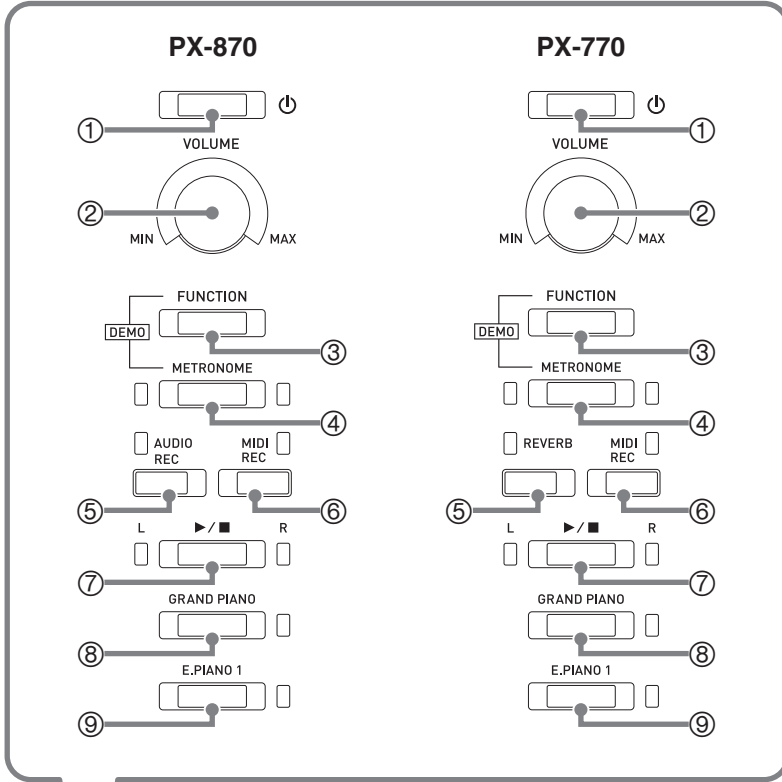 PX-870
⏻
①
VOLUME
②
MIN MAX
FUNCTION
DEMO
③
METRONOME
④
AUDIO REC
MIDI REC
⑤ ⑥
L ▶/■ R
⑦
GRAND PIANO
⑧
E.PIANO 1
⑨
PX-770
⏻
①
VOLUME
②
MIN MAX
FUNCTION
DEMO
③
METRONOME
④
REVERB
MIDI REC
⑤ ⑥
L ▶/■ R
⑦
GRAND PIANO
⑧
E.PIANO 1
⑨